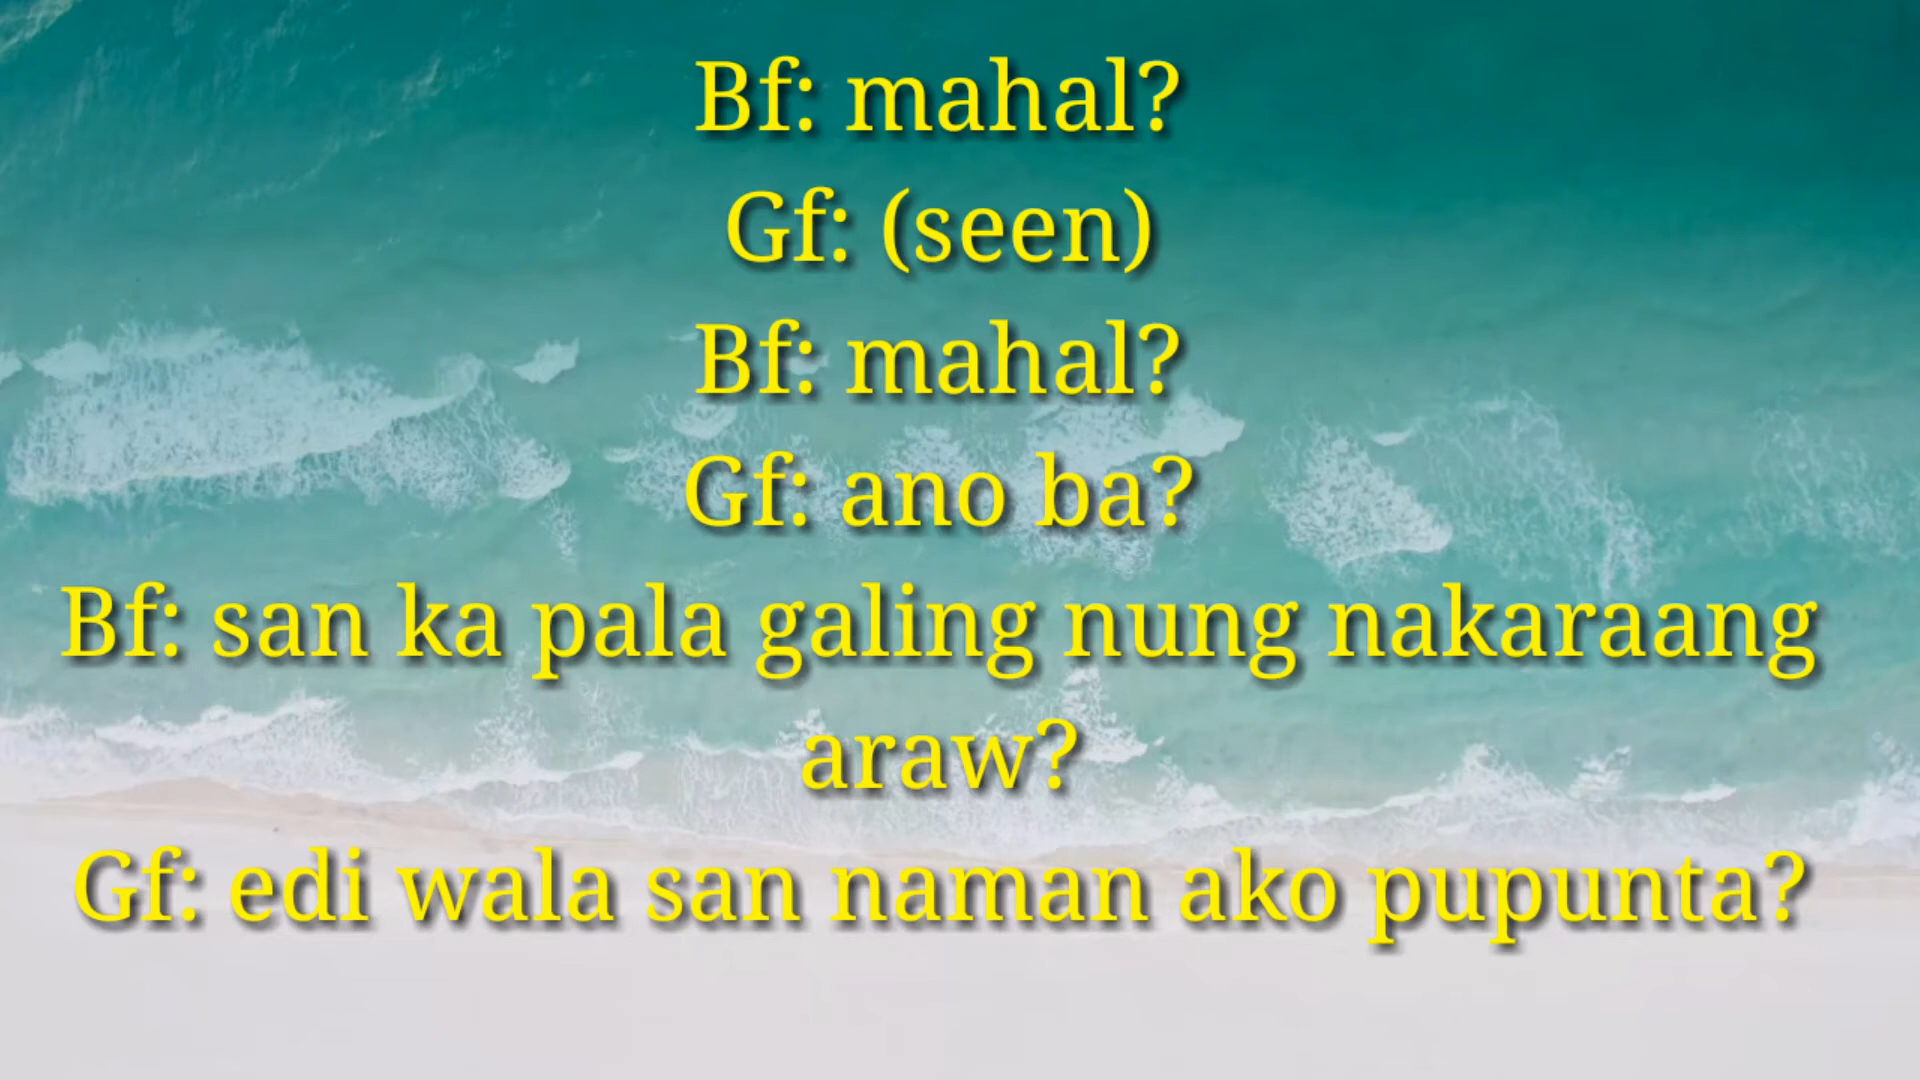 Bf: mahal?
Gf: (seen)
Bf: mahal?
Gf: ano ba?
Bf: san ka pala galing nung nakaraang
araw?
Gf: edi wala san naman ako pupunta?